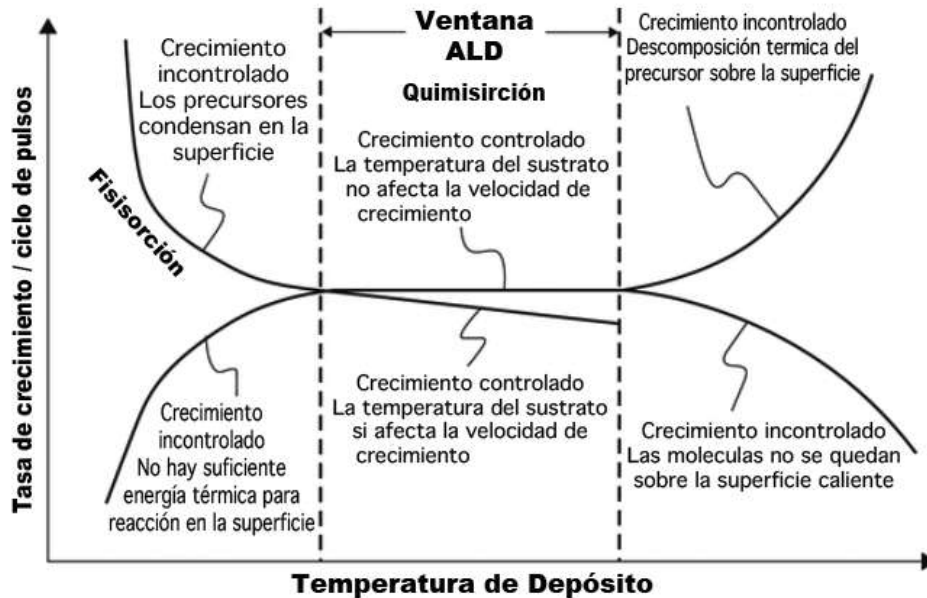 Tasa de crecimiento / ciclo de pulsos
Crecimiento
incontrolado
Los precursores
condensan en la
superficie
Fisisorción
Crecimiento
incontrolado
No hay suficiente
energía térmica para
reacción en la superficie
Ventana
ALD
Quimisirción
Crecimiento controlado
La temperatura del sustrato
no afecta la velocidad de
crecimiento
Crecimiento controlado
La temperatura del sustrato
si afecta la velocidad de
crecimiento
Crecimiento incontrolado
Descomposición termica del
precursor sobre la superficie
Crecimiento incontrolado
Las moleculas no se quedan
sobre la superficie caliente
Temperatura de Depósito